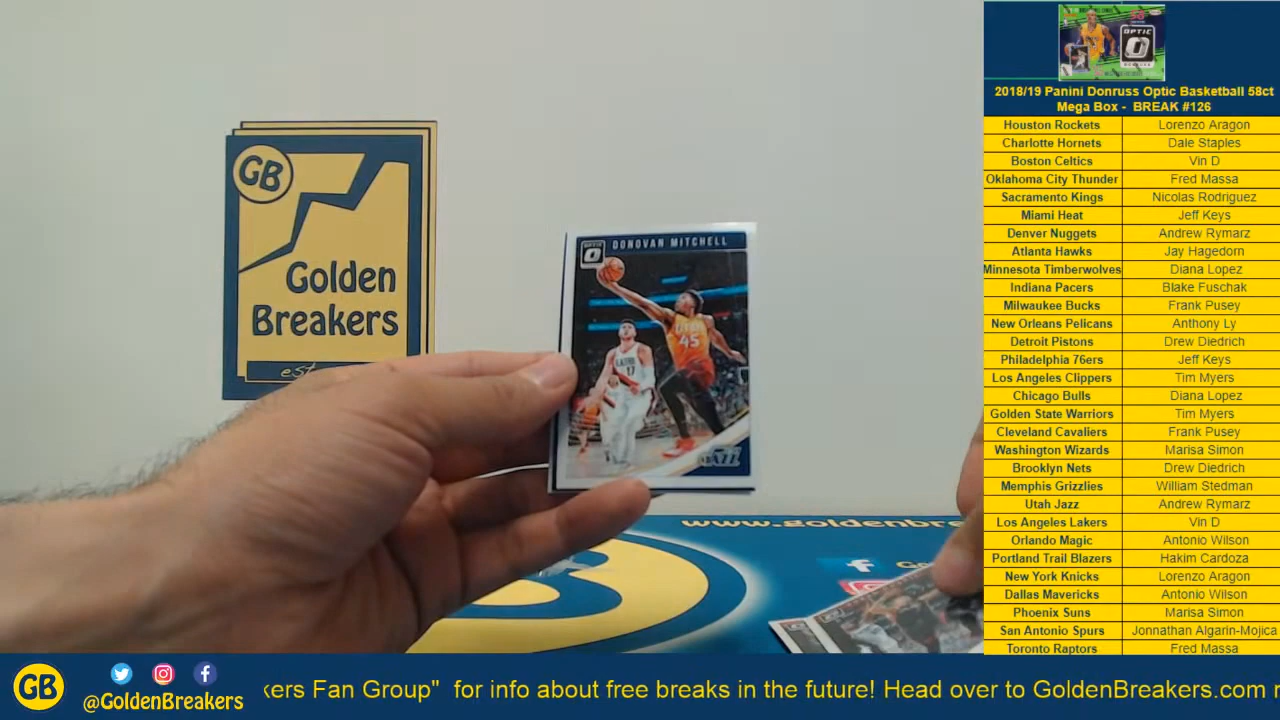 GB
Golden
Breakers
est
OPTIC
DONOVAN MITCHELL
UTAH
45
17
JAZZ
www.goldenbre
OPTIC
2018/19 Panini Donruss Optic Basketball 58ct
Mega Box - BREAK #126
Houston Rockets Lorenzo Aragon
Charlotte Hornets Dale Staples
Boston Celtics Vin D
Oklahoma City Thunder Fred Massa
Sacramento Kings Nicolas Rodriguez
Miami Heat Jeff Keys
Denver Nuggets Andrew Rymarz
Atlanta Hawks Jay Hagedorn
Minnesota Timberwolves Diana Lopez
Indiana Pacers Blake Fuschak
Milwaukee Bucks Frank Pusey
New Orleans Pelicans Anthony Ly
Detroit Pistons Drew Diedrich
Philadelphia 76ers Jeff Keys
Los Angeles Clippers Tim Myers
Chicago Bulls Diana Lopez
Golden State Warriors Tim Myers
Cleveland Cavaliers Frank Pusey
Washington Wizards Marisa Simon
Brooklyn Nets Drew Diedrich
Memphis Grizzlies William Stedman
Utah Jazz Andrew Rymarz
Los Angeles Lakers Vin D
Orlando Magic Antonio Wilson
Portland Trail Blazers Hakim Cardoza
New York Knicks Lorenzo Aragon
Dallas Mavericks Antonio Wilson
Phoenix Suns Marisa Simon
San Antonio Spurs Jonnathan Algarin-Mojica
Toronto Raptors Fred Massa
GB
@GoldenBreakers
kers Fan Group" for info about free breaks in the future! Head over to GoldenBreakers.com